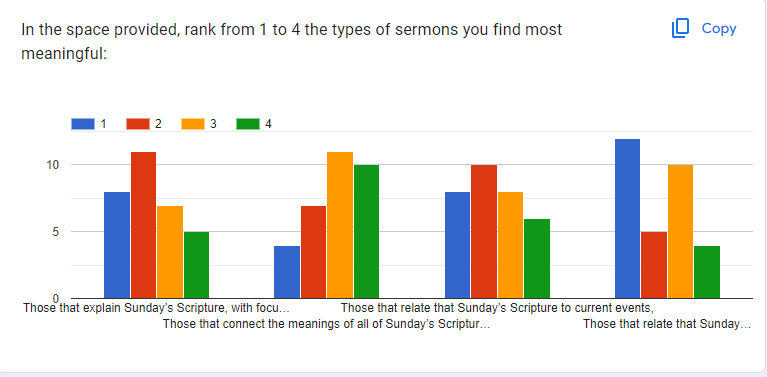 In the space provided, rank from 1 to 4 the types of sermons you find most
meaningful:
Copy
1 2 3 4
10
5
0
Those that explain Sunday's Scripture, with focu...
Those that connect the meanings of all of Sunday's Scriptur...
Those that relate that Sunday's Scripture to current events,
Those that relate that Sunday...